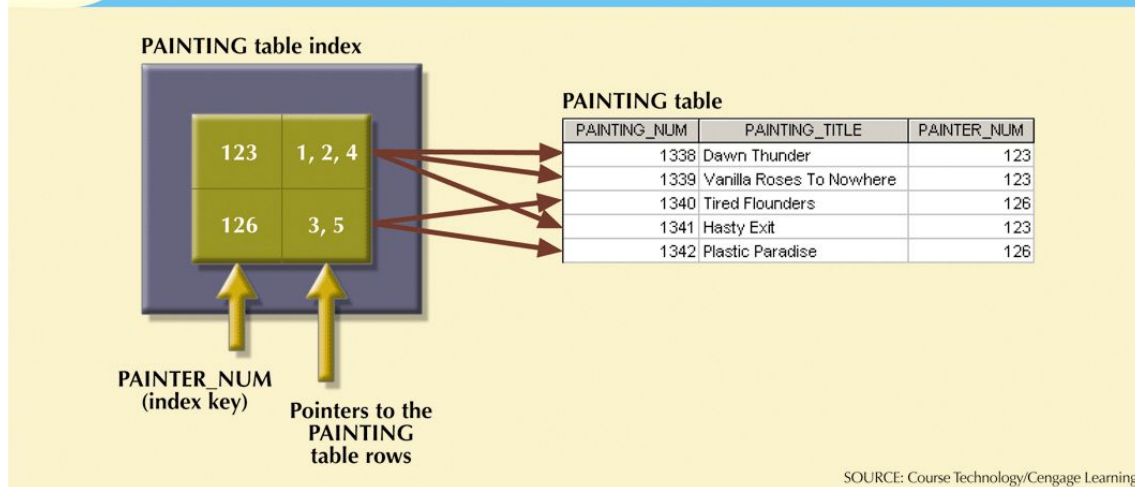 PAINTING table index
123 1, 2, 4
126 3, 5
PAINTER_NUM
(index key)
Pointers to the
PAINTING
table rows
PAINTING table
PAINTING_NUM PAINTING_TITLE PAINTER_NUM
1338 Dawn Thunder 123
1339 Vanilla Roses To Nowhere 123
1340 Tired Flounders 126
1341 Hasty Exit 123
1342 Plastic Paradise 126
SOURCE: Course Technology/Cengage Learning